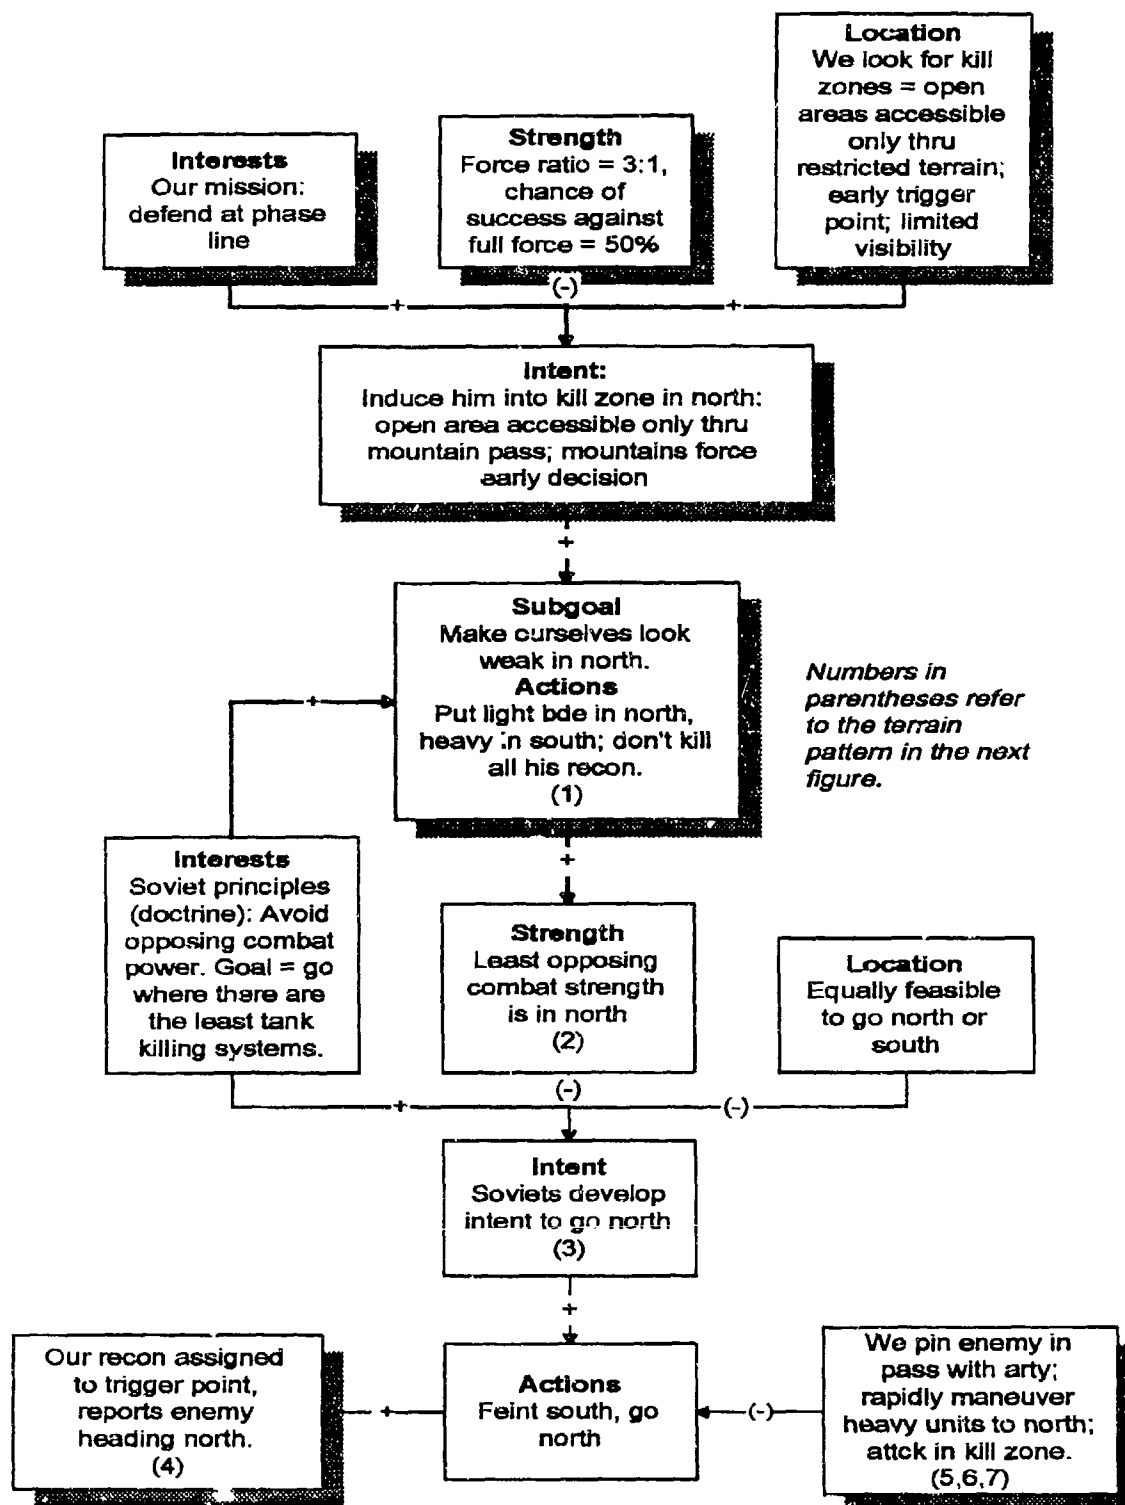 Interests
Our mission:
defend at phase
line
Strength
Force ratio = 3:1,
chance of
success against
full force = 50%
Location
We look for kill
zones = open
areas accessible
only thru
restricted terrain;
early trigger
point; limited
visibility
(-)
+
+
Intent:
Induce him into kill zone in north:
open area accessible only thru
mountain pass; mountains force
early decision
+
Subgoal
Make ourselves look
weak in north.
Actions
Put light bde in north,
heavy in south; don't kill
all his recon.
(1)
Numbers in
parentheses refer
to the terrain
pattern in the next
figure.
+
+
Interests
Soviet principles
(doctrine): Avoid
opposing combat
power. Goal = go
where there are
the least tank
killing systems.
Strength
Least opposing
combat strength
is in north
(2)
Location
Equally feasible
to go north or
south
(-)
+
(-)
Intent
Soviets develop
intent to go north
(3)
+
Our recon assigned
to trigger point,
reports enemy
heading north.
(4)
+
Actions
Feint south, go
north
(-)
We pin enemy in
pass with arty;
rapidly maneuver
heavy units to north;
attck in kill zone.
(5,6,7)